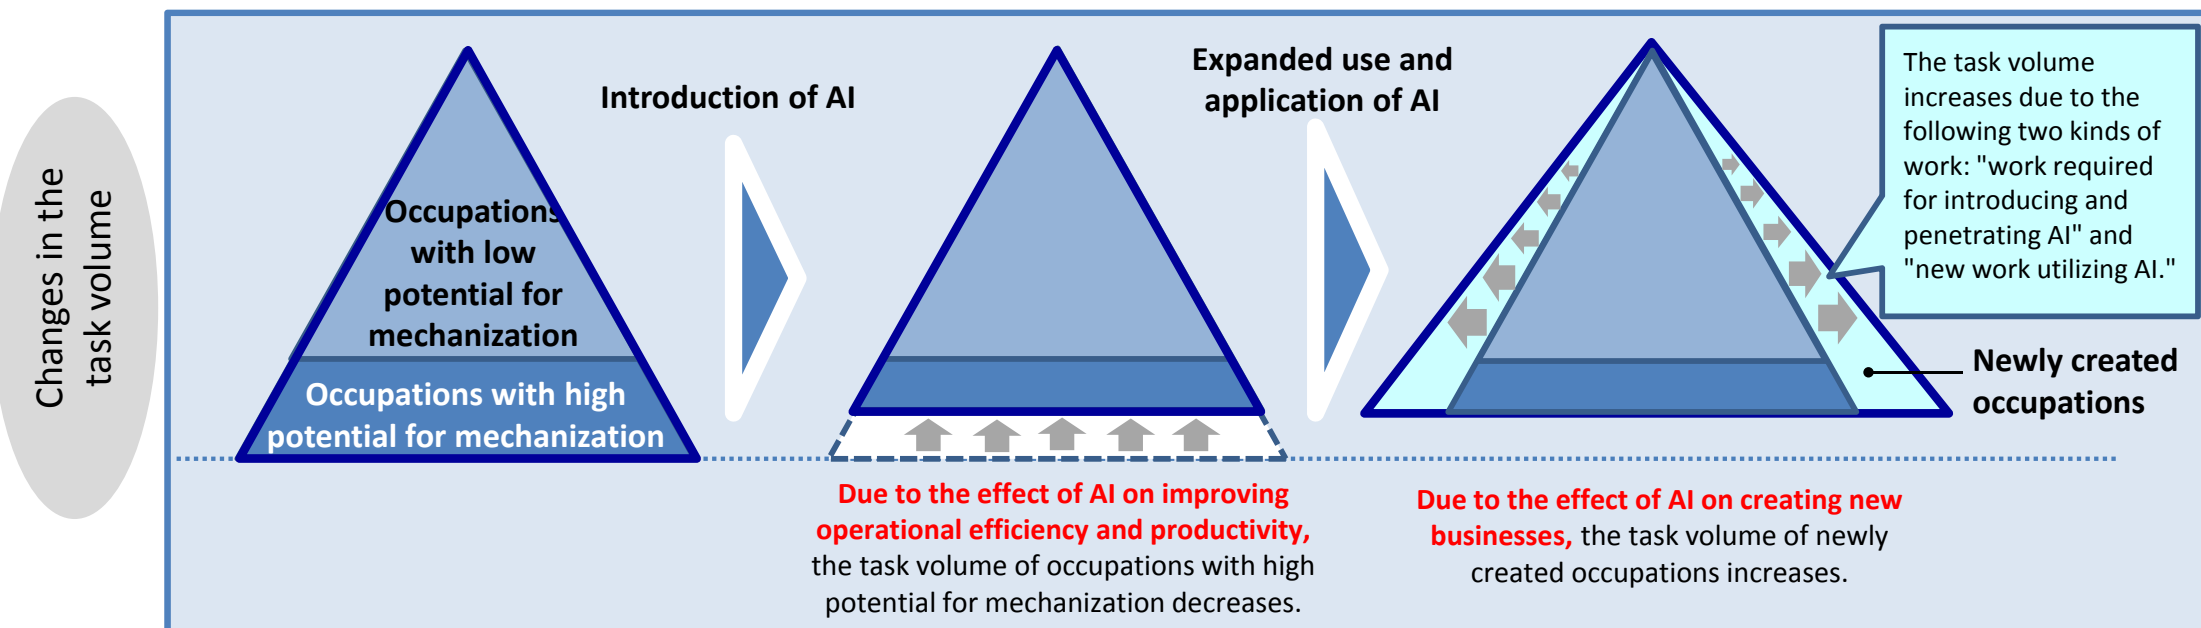 Changes in the
task volume
Occupations
with low
potential for
mechanization
Occupations with high
potential for mechanization
Introduction of AI
Due to the effect of AI on improving
operational efficiency and productivity,
the task volume of occupations with high
potential for mechanization decreases.
Expanded use and
application of AI
The task volume
increases due to the
following two kinds of
work: "work required
for introducing and
penetrating AI" and
"new work utilizing AI."
Newly created
occupations
Due to the effect of AI on creating new
businesses, the task volume of newly
created occupations increases.